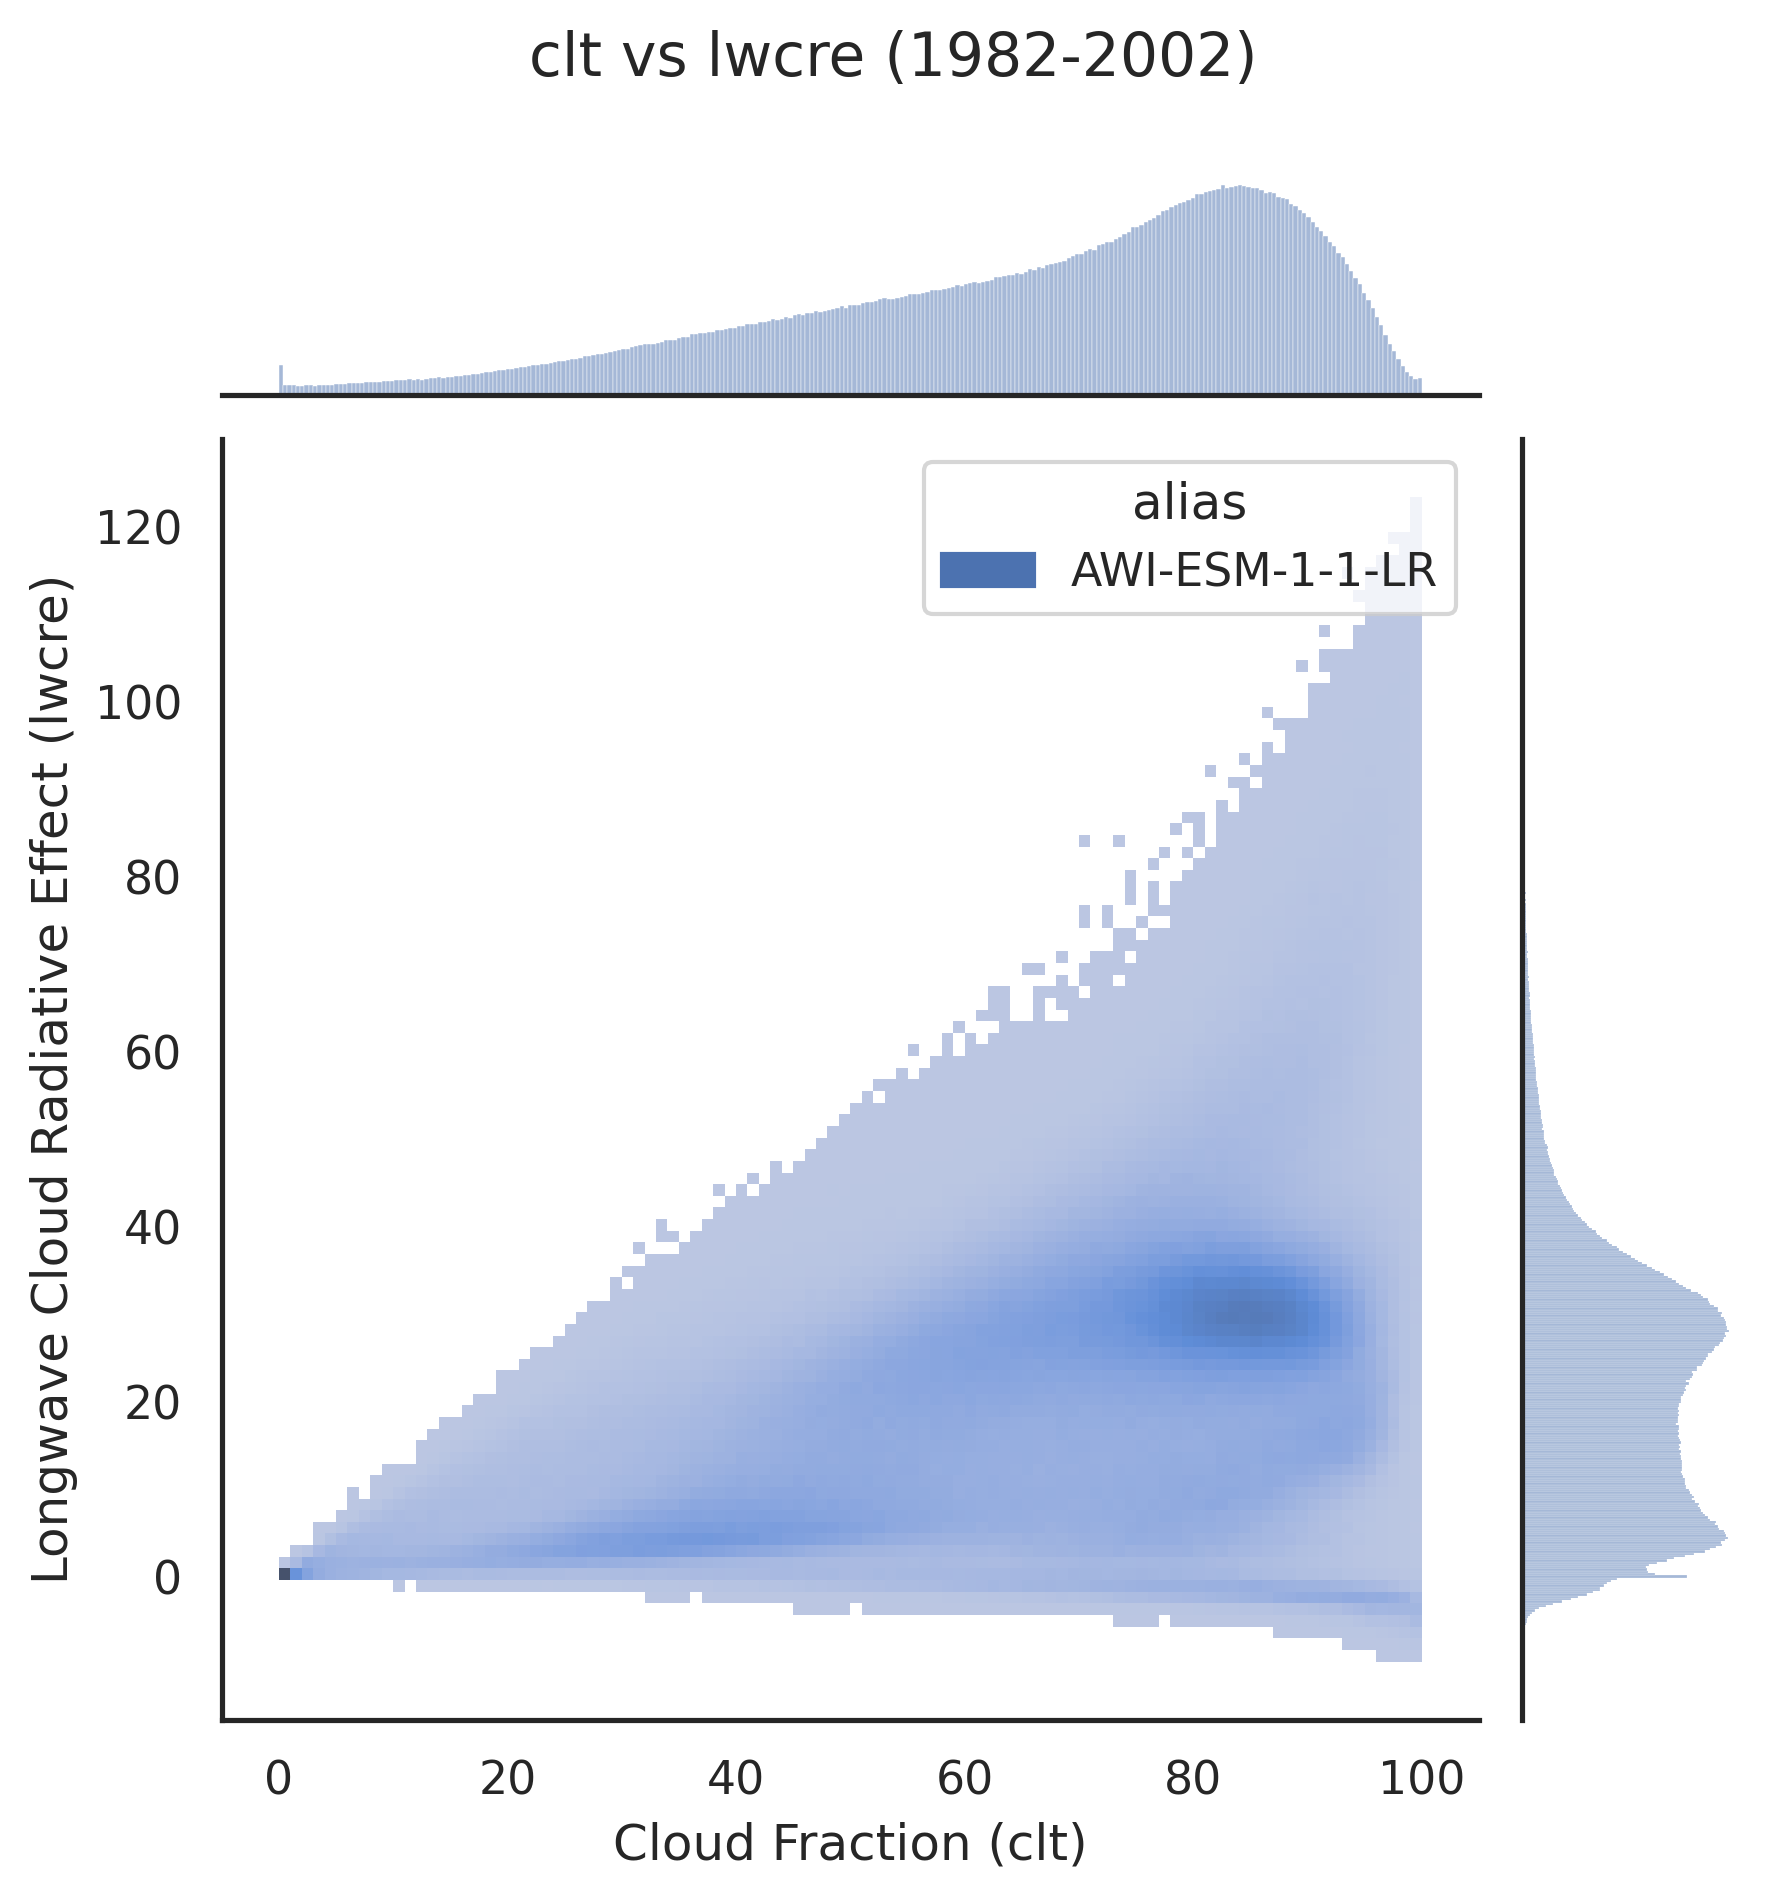 clt vs lwcre (1982-2002)
alias
AWI-ESM-1-1-LR
Longwave Cloud Radiative Effect (lwcre)
120
100
80
60
40
20
0
0 20 40 60 80 100
Cloud Fraction (clt)